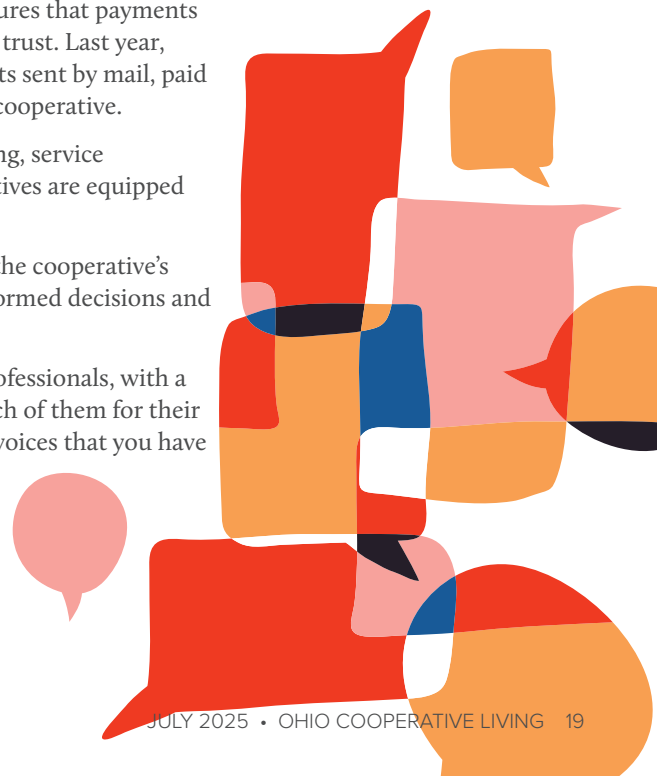 ures that payments
trust. Last year,
ts sent by mail, paid
cooperative.
ng, service
tives are equipped
he cooperative's
ormed decisions and
ofessionals, with a
ch of them for their
voices that you have
JULY 2025 • OHIO COOPERATIVE LIVING 19